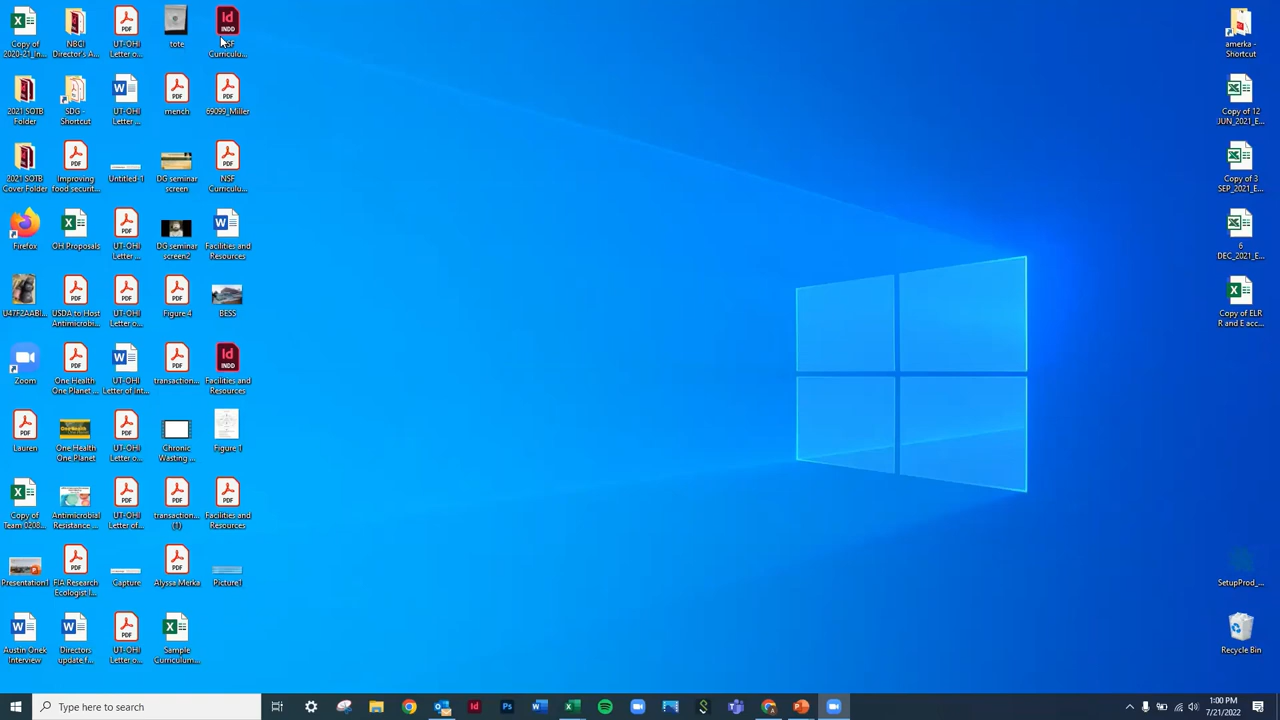 Copy of
2020-21_in...
NBCI
Director's A...
UT-OHI
Letter o...
tote
NSF
Curriculu...
2021 SOTB
Folder
SDG -
Shortcut
UT-OHI
Letter ...
mench
69099_Miller
2021 SOTB
Cover Folder
Improving
food securit...
Untitled-1
DG seminar
screen
NSF
Curriculu...
Firefox
OH Proposals
UT-OHI
Letter ...
DG seminar
screen2
Facilities and
Resources
U47F2AABI...
USDA to Host
Antimicrobi...
UT-OHI
Letter o...
Figure 4
BESS
Zoom
One Health
One Planet ...
UT-OHI
Letter of int...
transaction...
Facilities and
Resources
Lauren
One Health
One Planet
UT-OHI
Letter o...
Chronic
Wasting ...
Figure 1
Copy of
Team 0208...
Antimicrobial
Resistance ...
UT-OHI
Letter of...
transaction...
(1)
Facilities and
Resources
Presentation1
FIA Research
Ecologist I...
Capture
Alyssa Merka
Picture1
Austin Onek
Interview
Directors
update f...
UT-OHI
Letter o...
Sample
Curriculum...
amerka -
Shortcut
Copy of 12
JUN_2021_E...
Copy of 3
SEP_2021_E...
6
DEC_2021_E...
Copy of ELR
R and E acc...
SetupProd_...
Recycle Bin
Type here to search
1:00 PM
7/21/2022